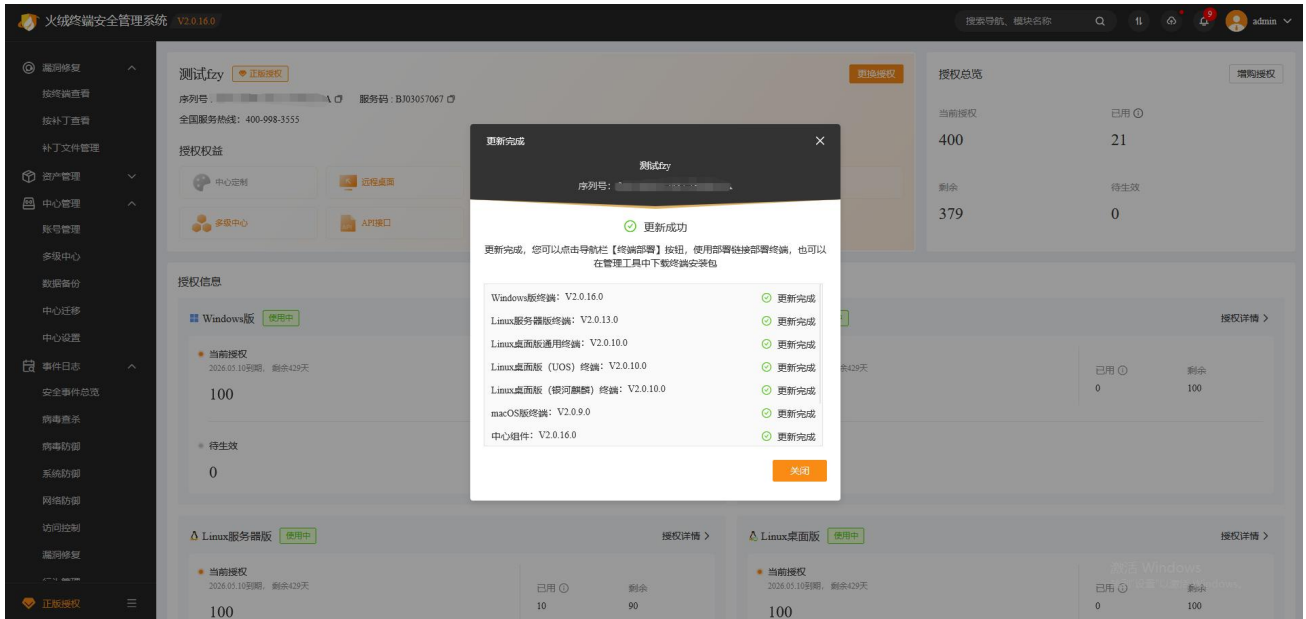 火绒终端安全管理系统 V2.0.16.0
搜索导航、模块名称
9
admin
漏洞修复
按终端查看
按补丁查看
补丁文件管理
资产管理
中心管理
账号管理
多级中心
数据备份
中心迁移
中心设置
事件日志
安全事件总览
病毒查杀
病毒防御
系统防御
网络防御
访问控制
漏洞修复
正版授权
测试fzy 正版授权
更换授权
序列号: A 服务码: BJ03057067
全国服务热线: 400-998-3555
授权权益
中心定制
远程桌面
多级中心
API接口
授权总览
增购授权
当前授权
已用
400
21
剩余
待生效
379
0
授权信息
Windows版 使用中
当前授权
2026.05.10到期, 剩余429天
100
待生效
0
授权详情
余429天
已用
剩余
0
100
更新完成
测试fzy
序列号:
更新成功
更新完成，您可以点击导航栏【终端部署】按钮，使用部署链接部署终端，也可以
在管理工具中下载终端安装包
Windows版终端: V2.0.16.0 更新完成
Linux服务器版终端: V2.0.13.0 更新完成
Linux桌面版通用终端: V2.0.10.0 更新完成
Linux桌面版 (UOS) 终端: V2.0.10.0 更新完成
Linux桌面版 (银河麒麟) 终端: V2.0.10.0 更新完成
macOS版终端: V2.0.9.0 更新完成
中心组件: V2.0.16.0 更新完成
关闭
Linux服务器版 使用中
授权详情
当前授权
2026.05.10到期, 剩余429天
100
已用
剩余
10
90
Linux桌面版 使用中
授权详情
当前授权
2026.05.10到期, 剩余429天
100
已用
剩余
0
100
激活 Windows